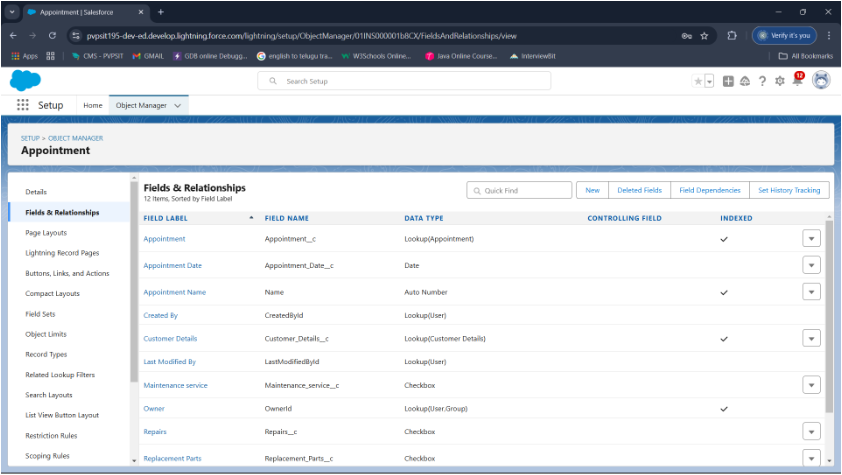 Appointment | Salesforce
pvpsit195-dev-ed.develop.lightning.force.com/lightning/setup/ObjectManager/01INS000001b8CX/FieldsAndRelationships/view
Verify it's you
Apps
CMS - PVPSIT
GMAIL
GDB online Debugg...
english to telugu tra...
W3Schools Online...
Java Online Course...
InterviewBit
All Bookmarks
Search Setup
12
Setup
Home
Object Manager
SETUP > OBJECT MANAGER
Appointment
Details
Fields & Relationships
Page Layouts
Lightning Record Pages
Buttons, Links, and Actions
Compact Layouts
Field Sets
Object Limits
Record Types
Related Lookup Filters
Search Layouts
List View Button Layout
Restriction Rules
Scoping Rules
Fields & Relationships
12 Items, Sorted by Field Label
Quick Find
New
Deleted Fields
Field Dependencies
Set History Tracking
FIELD LABEL FIELD NAME DATA TYPE CONTROLLING FIELD INDEXED
Appointment Appointment__c Lookup(Appointment)
Appointment Date Appointment_Date__c Date
Appointment Name Name Auto Number
Created By CreatedById Lookup(User)
Customer Details Customer_Details__c Lookup(Customer Details)
Last Modified By LastModifiedById Lookup(User)
Maintenance service Maintenance_service__c Checkbox
Owner OwnerId Lookup(User,Group)
Repairs Repairs__c Checkbox
Replacement Parts Replacement_Parts__c Checkbox